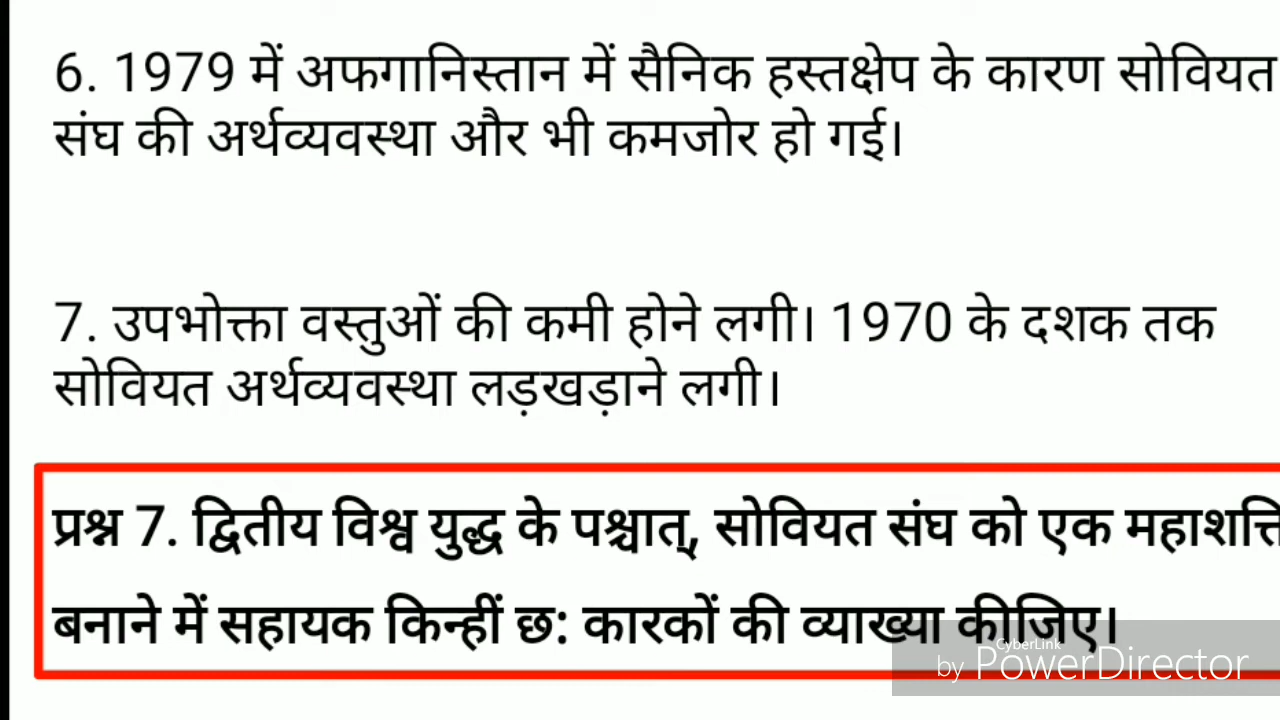 6. 1979 में अफगानिस्तान में सैनिक हस्तक्षेप के कारण सोवियत
संघ की अर्थव्यवस्था और भी कमजोर हो गई।
7. उपभोक्ता वस्तुओं की कमी होने लगी। 1970 के दशक तक
सोवियत अर्थव्यवस्था लड़खड़ाने लगी।
प्रश्न 7. द्वितीय विश्व युद्ध के पश्चात्, सोवियत संघ को एक
बनाने में सहायक किन्हीं छ: कारकों की व्याख्या कीजिए।
CyberLink
by PowerDirector